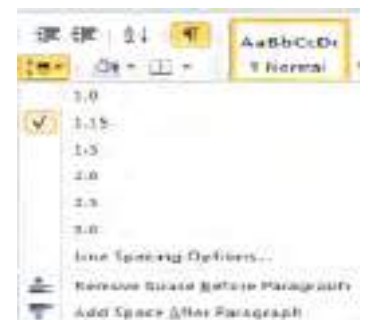 AaBbCcDc
¶ Normal
1.0
1.15
1.5
2.0
2.5
3.0
Line Spacing Options...
Remove Space Before Paragraph
Add Space After Paragraph